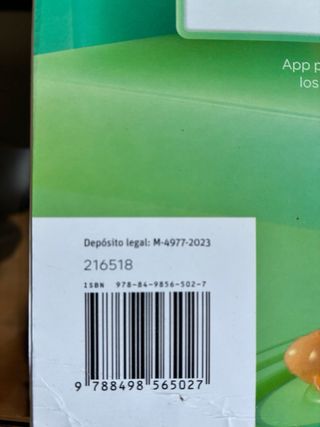 App p
los
Depósito legal: M-4977-2023
216518
ISBN 978-84-9856-502-7
9 788498 565027